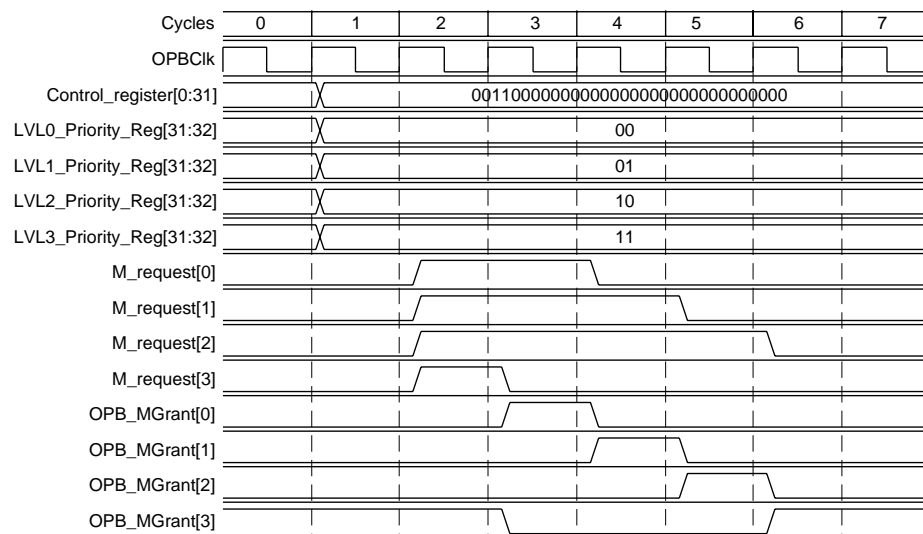 Cycles 0 1 2 3 4 5 6 7
OPBClk
Control_register[0:31] 00111000000000000000000000000000
LVL0_Priority_Reg[31:32] 00
LVL1_Priority_Reg[31:32] 01
LVL2_Priority_Reg[31:32] 10
LVL3_Priority_Reg[31:32] 11
M_request[0]
M_request[1]
M_request[2]
M_request[3]
OPB_MGrant[0]
OPB_MGrant[1]
OPB_MGrant[2]
OPB_MGrant[3]